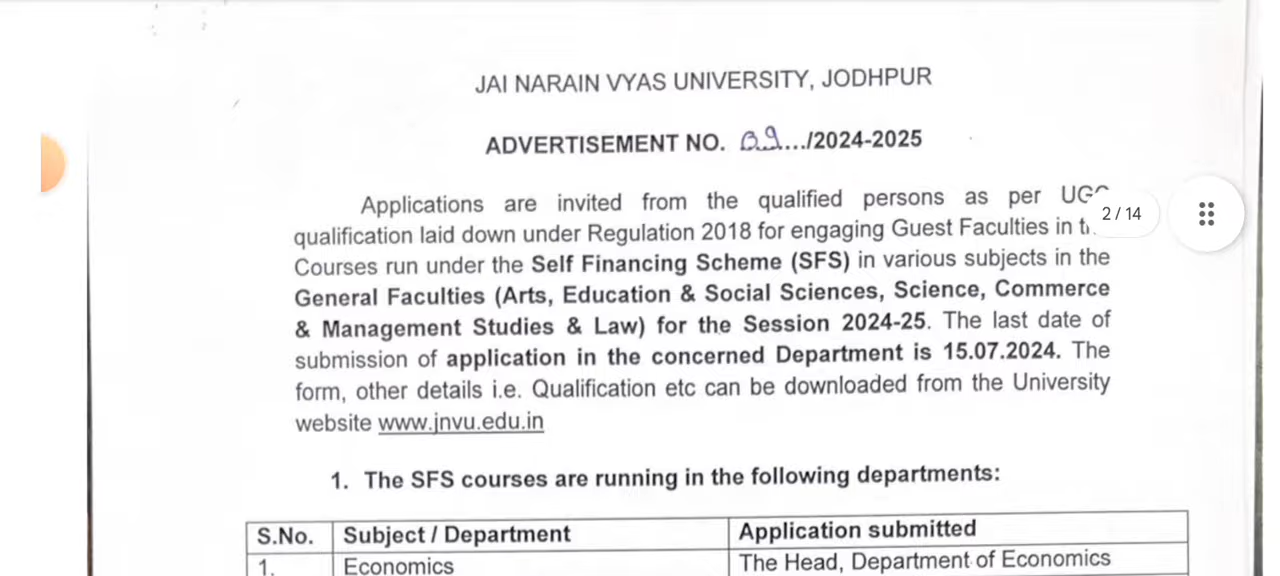 JAI NARAIN VYAS UNIVERSITY, JODHPUR
ADVERTISEMENT NO. 09.../2024-2025
Applications are invited from the qualified persons as per UGC
2 / 14
qualification laid down under Regulation 2018 for engaging Guest Faculties in
Courses run under the Self Financing Scheme (SFS) in various subjects in the
General Faculties (Arts, Education & Social Sciences, Science, Commerce
& Management Studies & Law) for the Session 2024-25. The last date of
submission of application in the concerned Department is 15.07.2024. The
form, other details i.e. Qualification etc can be downloaded from the University
website www.jnvu.edu.in
1. The SFS courses are running in the following departments:
S.No. Subject / Department Application submitted
1. Economics The Head, Department of Economics